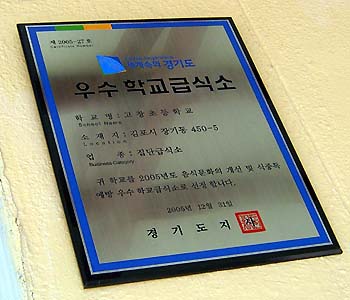 제 2005-27 호
Certificate Number
세계속의 경기도
우수학교급식소
학 교 명 : 고창초등학교
School Name
소 재 지 : 김포시 장기동 450-5
Location
업 종 : 집단급식소
Business Category
귀 학교를 2005년도 음식문화의 개선 및 식중독
예방 우수 학교급식소로 선정 합니다.
2005년 12월 31일
경 기 도 지